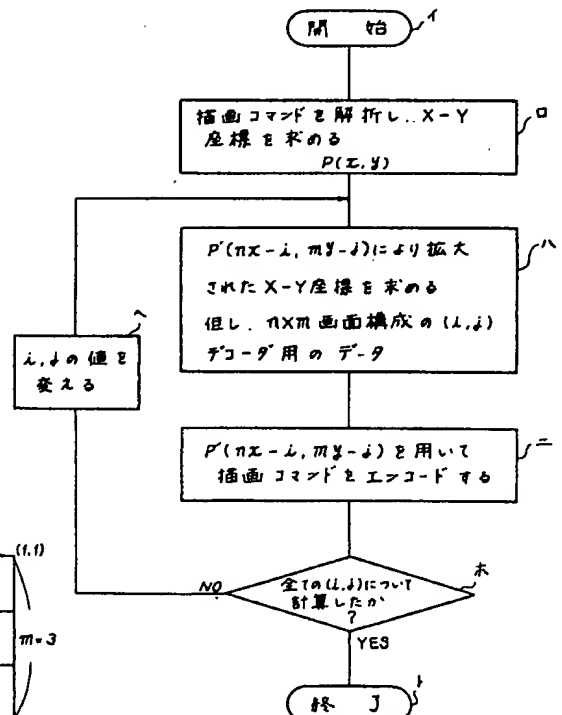 開 始
イ
描画コマンドを解析し、X-Y
座標を求める
P(x,y)
ロ
P'(nx-i, my-j)により拡大
されたX-Y座標を求める
但し、n×m画面構成の(i,j)
デコーダ用のデータ
ハ
i,jの値を
変える
ヘ
P'(nx-i, my-j)を用いて
描画コマンドをエンコードする
ニ
全ての(i,j)について
計算したか
?
ホ
NO
YES
(1,1)
m=3
終 了
ト